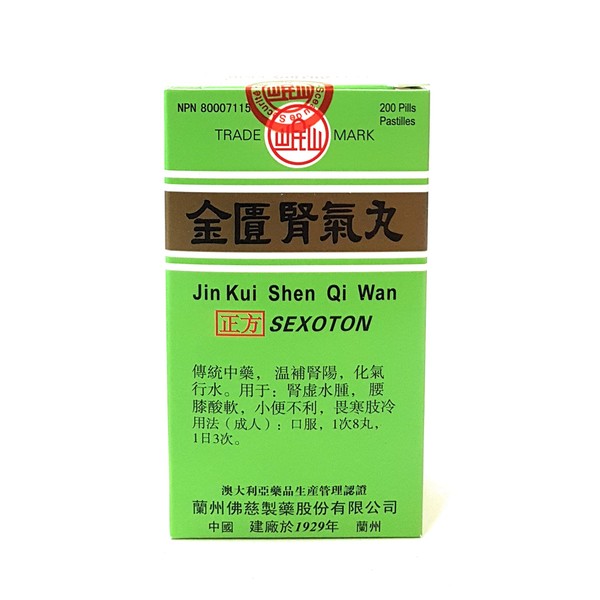 NPN 80007115
200 Pills
Pastilles
TRADE 岷山 MARK
金匱腎氣丸
Jin Kui Shen Qi Wan
正方 SEXOTON
傳統中藥，温補腎陽，化氣
行水。用于：腎虛水腫，腰
膝酸軟，小便不利，畏寒肢冷
用法（成人）：口服，1次8丸，
1日3次。
澳大利亞藥品生產管理認證
蘭州佛慈製藥股份有限公司
中國 建廠於1929年 蘭州